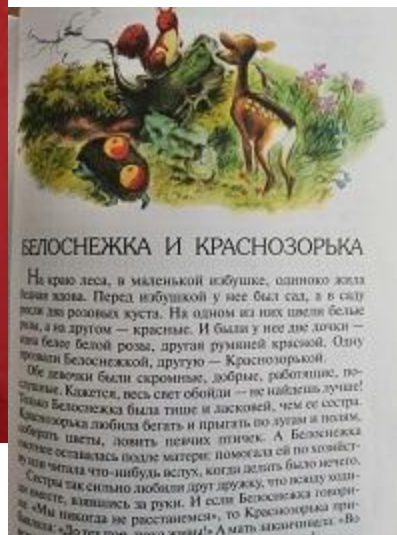 БЕЛОСНЕЖКА И КРАСНОЗОРЬКА
На краю леса, в маленькой избушке, одиноко жила
бедная вдова. Перед избушкой у нее был сад, а в саду
росли два розовых куста. На одном из них цвели белые
розы, а на другом — красные. И были у нее две дочки —
одна белее белой розы, другая румяней красной. Одну
прозвали Белоснежкой, другую — Краснозорькой.
Обе девочки были скромные, добрые, работящие, по-
слушные. Кажется, весь свет обойди — не найдешь лучше!
Только Белоснежка была тише и ласковей, чем ее сестра.
Краснозорька любила бегать и прыгать по лугам и полям,
собирать цветы, ловить певчих птичек. А Белоснежка
охотнее оставалась подле матери: помогала ей по хозяйст-
ву или читала что-нибудь вслух, когда делать было нечего.
Сестры так сильно любили друг дружку, что всюду ходи-
ли вместе, взявшись за руки. И если Белоснежка говори-
ла: «Мы никогда не расстанемся», то Краснозорька при-
бавляла: «До тех пор, пока живы!» А мать заканчивала: «Во